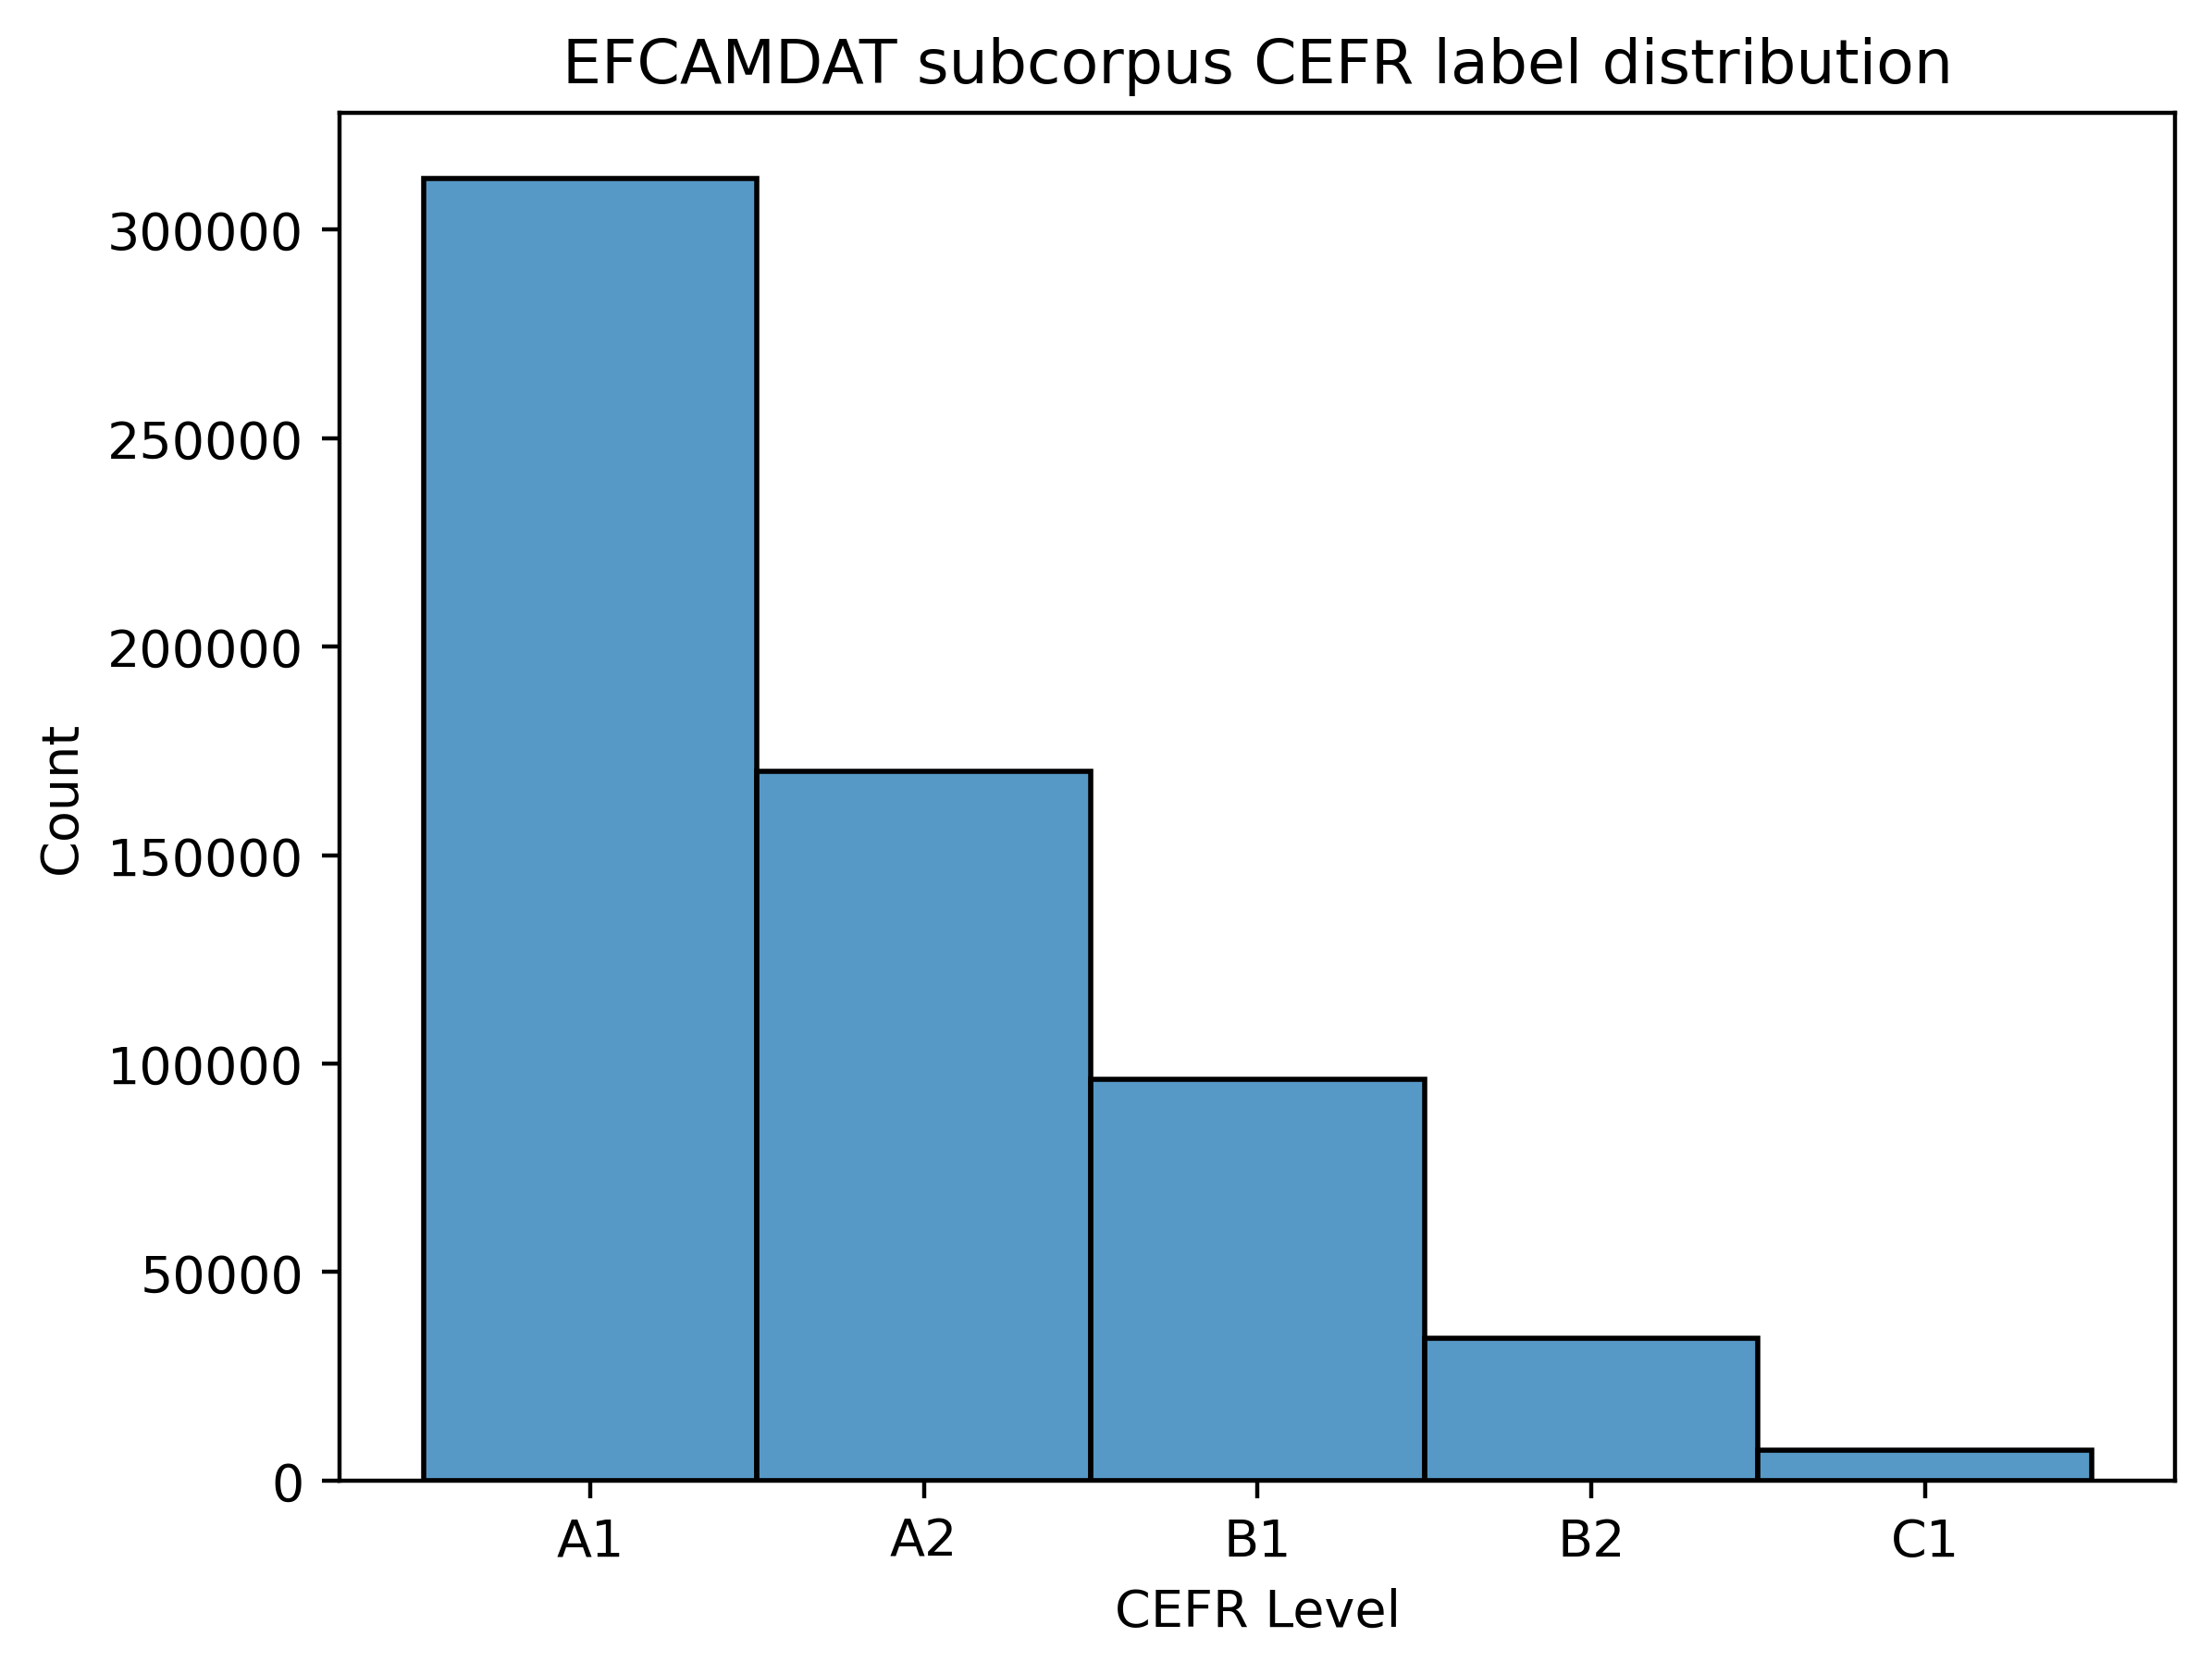 EFCAMDAT subcorpus CEFR label distribution
300000
250000
200000
150000
100000
50000
0
Count
A1 A2 B1 B2 C1
CEFR Level